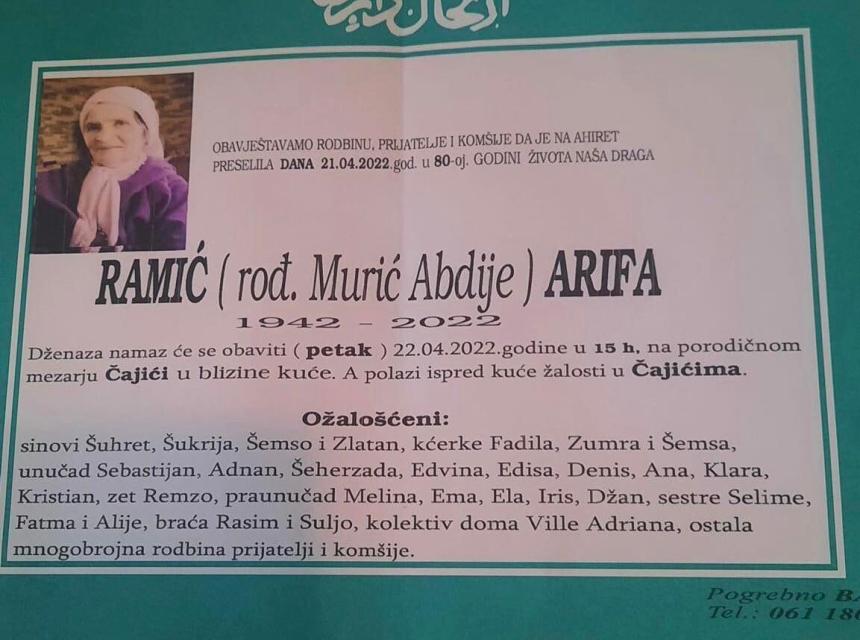 OBAVJEŠTAVAMO RODBINU, PRIJATELJE I KOMŠIJE DA JE NA AHIRET
PRESELILA DANA 21.04.2022.god. u 80-oj. GODINI ŽIVOTA NAŠA DRAGA
RAMIĆ ( rođ. Murić Abdije ) ARIFA
1942 - 2022
Dženaza namaz će se obaviti ( petak ) 22.04.2022.godine u 15 h, na porodičnom
mezarju Čajići u blizine kuće. A polazi ispred kuće žalosti u Čajićima.
Ožalošćeni:
sinovi Šuhret, Šukrija, Šemso i Zlatan, kćerke Fadila, Zumra i Šemsa,
unučad Sebastijan, Adnan, Šeherzada, Edvina, Edisa, Denis, Ana, Klara,
Kristian, zet Remzo, praunučad Melina, Ema, Ela, Iris, Džan, sestre Selime,
Fatma i Alije, braća Rasim i Suljo, kolektiv doma Ville Adriana, ostala
mnogobrojna rodbina prijatelji i komšije.
Pogrebno
Tel.: 061